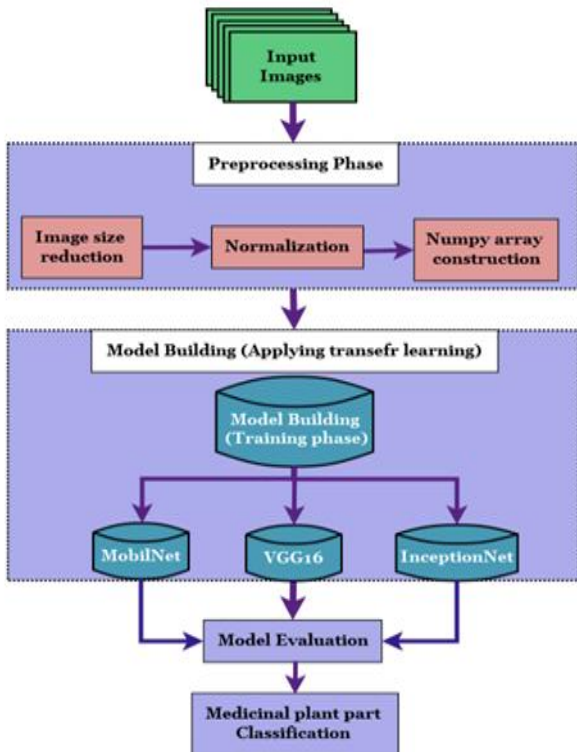 Input
Images
Preprocessing Phase
Image size
reduction
Normalization
Numpy array
construction
Model Building (Applying transefr learning)
Model Building
(Training phase)
MobilNet
VGG16
InceptionNet
Model Evaluation
Medicinal plant part
Classification